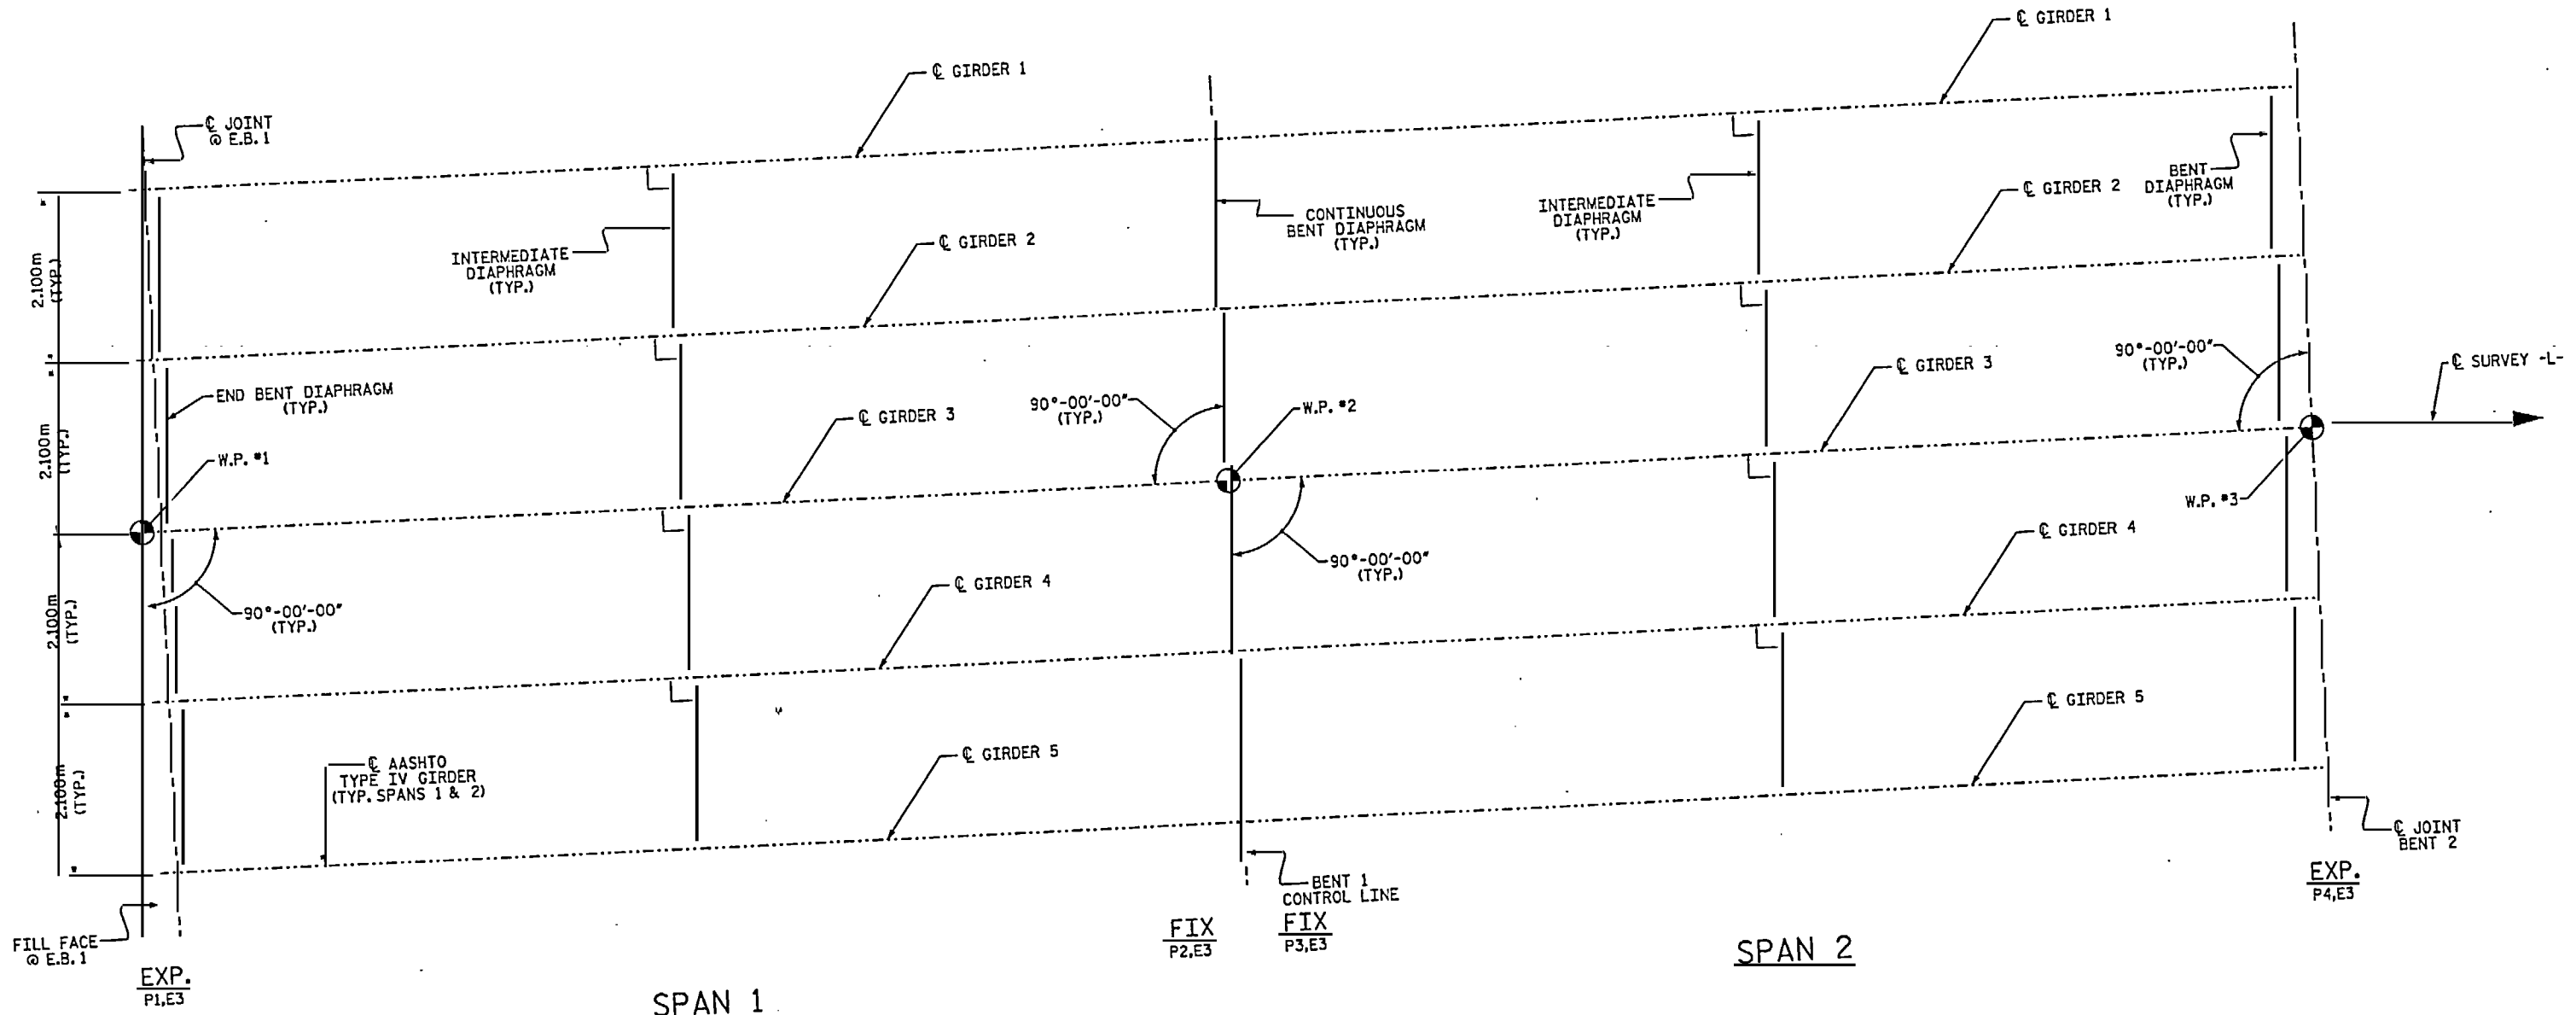 ℄ GIRDER 1
℄ GIRDER 1
℄ JOINT
@ E.B. 1
BENT
DIAPHRAGM
(TYP.)
℄ GIRDER 2
INTERMEDIATE
DIAPHRAGM
(TYP.)
CONTINUOUS
BENT DIAPHRAGM
(TYP.)
INTERMEDIATE
DIAPHRAGM
(TYP.)
℄ GIRDER 2
2.100m
(TYP.)
END BENT DIAPHRAGM
(TYP.)
℄ GIRDER 3
90°-00'-00"
(TYP.)
W.P. #2
℄ GIRDER 3
90°-00'-00"
(TYP.)
℄ SURVEY -L-
2.100m
(TYP.)
W.P. #1
W.P. #3
90°-00'-00"
(TYP.)
℄ GIRDER 4
90°-00'-00"
(TYP.)
℄ GIRDER 4
2.100m
(TYP.)
℄ AASHTO
TYPE IV GIRDER
(TYP. SPANS 1 & 2)
℄ GIRDER 5
℄ GIRDER 5
2.100m
(TYP.)
℄ JOINT
BENT 2
BENT 1
CONTROL LINE
FILL FACE
@ E.B. 1
EXP.
P1,E3
FIX
P2,E3
FIX
P3,E3
EXP.
P4,E3
SPAN 1
SPAN 2